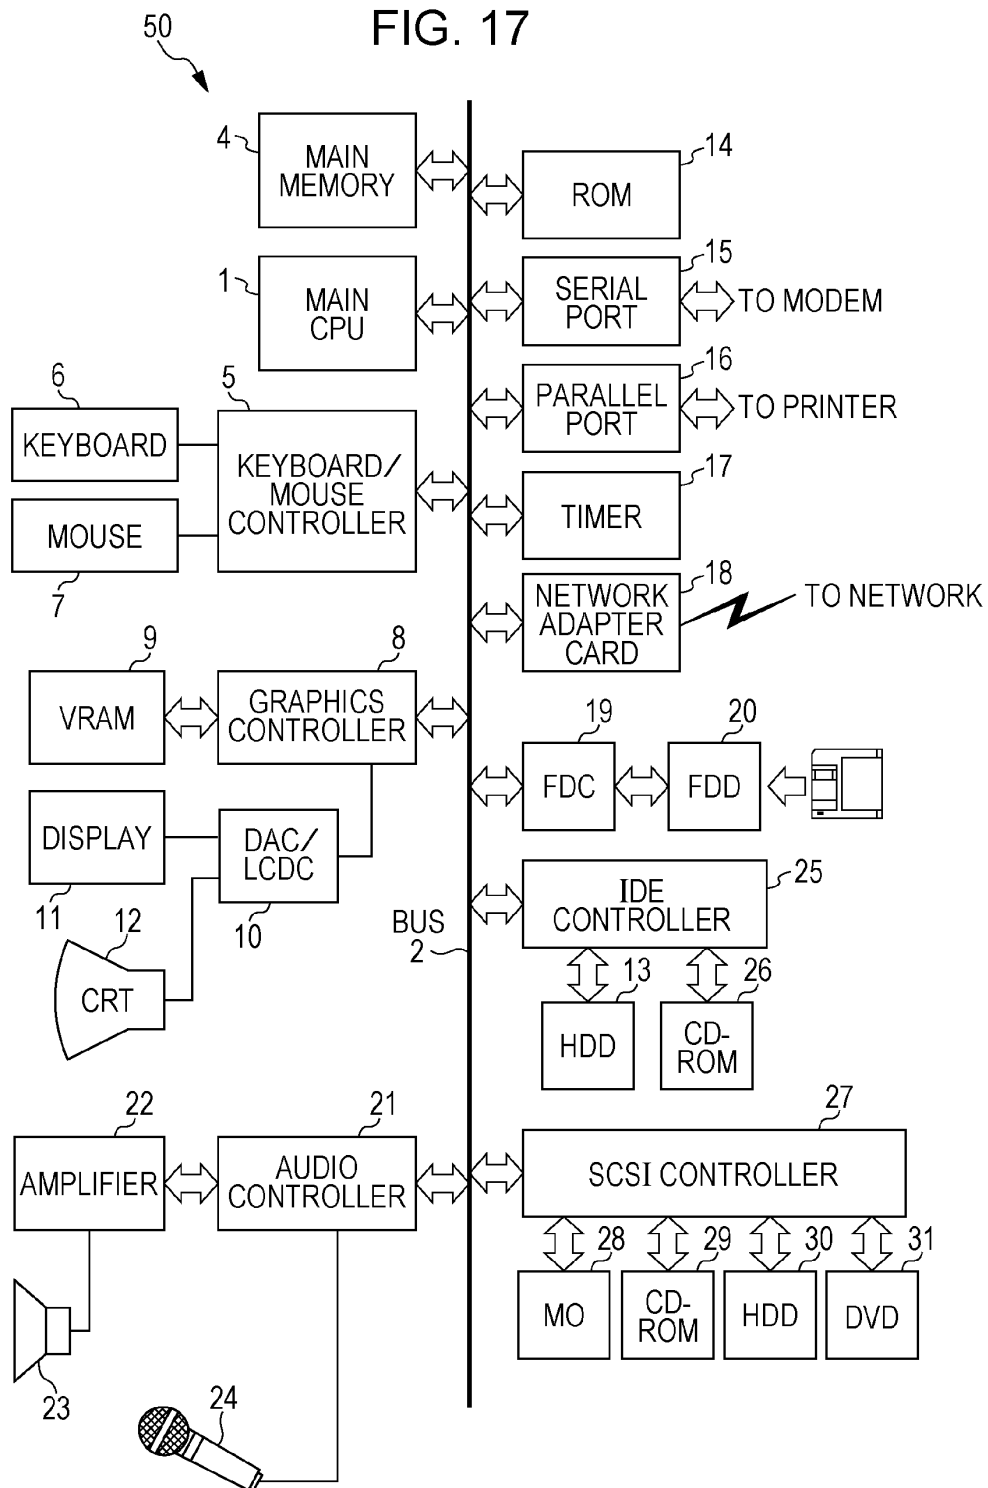 FIG. 17
50
4
MAIN
MEMORY
14
ROM
1
MAIN
CPU
15
SERIAL
PORT
TO MODEM
16
PARALLEL
PORT
TO PRINTER
6
KEYBOARD
5
KEYBOARD/
MOUSE
CONTROLLER
MOUSE
7
17
TIMER
18
NETWORK
ADAPTER
CARD
TO NETWORK
9
VRAM
8
GRAPHICS
CONTROLLER
19
FDC
20
FDD
DISPLAY
11
DAC/
LCDC
10
12
CRT
BUS
2
25
IDE
CONTROLLER
13
HDD
26
CD-
ROM
22
AMPLIFIER
21
AUDIO
CONTROLLER
27
SCSI CONTROLLER
28
MO
29
CD-
ROM
30
HDD
31
DVD
23
24